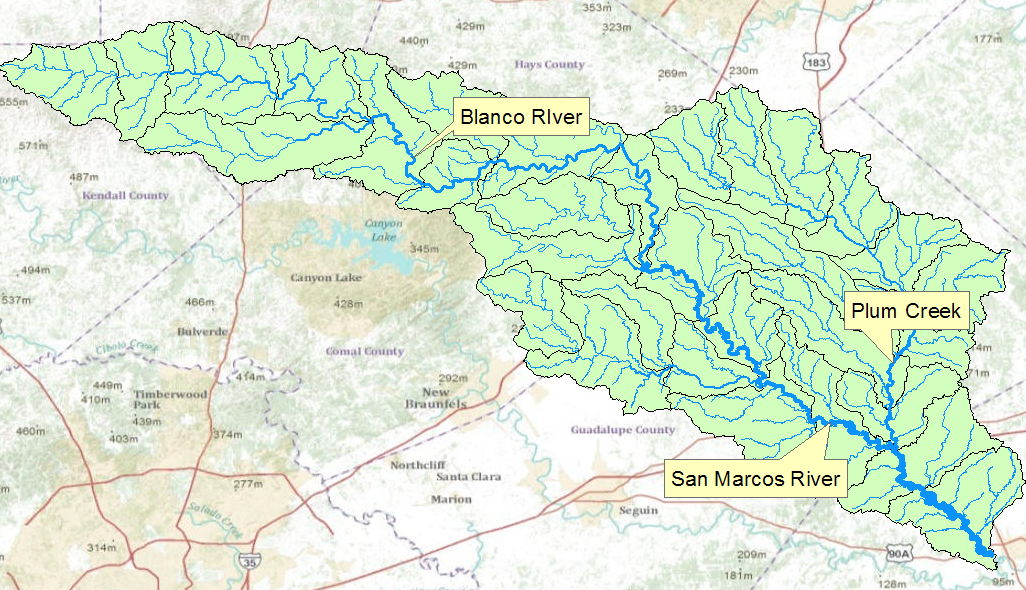 353m
429m
323m
97m
440m
177m
429m
Hays County
183
269m
230m
555m
233
Blanco RIver
571m
487m
Kendall County
Canyon
Lake
345m
494m
Canyon Lake
537m
466m
428m
Plum Creek
Bulverde
Cibolo Creek
Comal County
414m
292m
71m
449m
Timberwood
Park
New
Braunfels
410m
439m
460m
403m
374m
Guadalupe County
Northcliff
Santa Clara
San Marcos River
277m
Marion
Salado Creek
Seguin
314m
35
209m
90A
181m
128m
95m